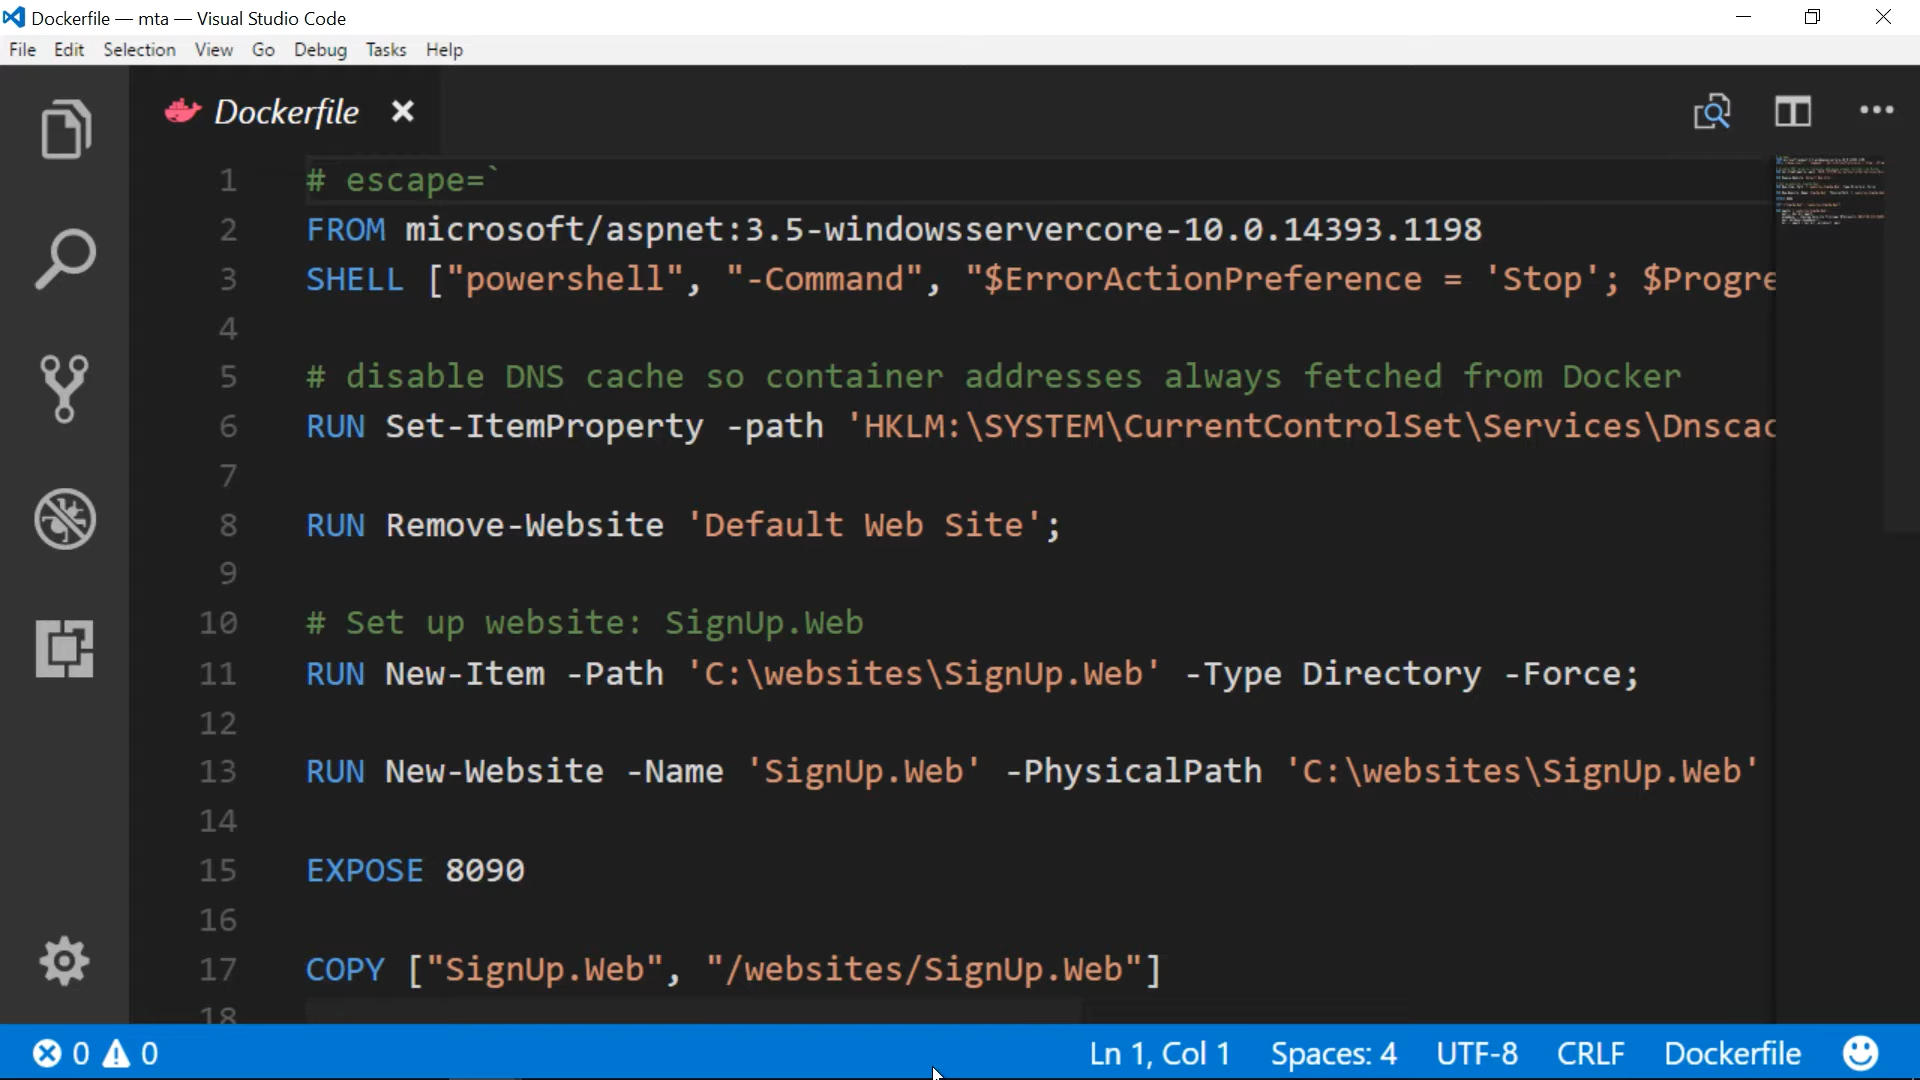 Dockerfile — mta — Visual Studio Code
File Edit Selection View Go Debug Tasks Help
Dockerfile
1 # escape=`
2 FROM microsoft/aspnet:3.5-windowsservercore-10.0.14393.1198
3 SHELL ["powershell", "-Command", "$ErrorActionPreference = 'Stop'; $Progre
4
5 # disable DNS cache so container addresses always fetched from Docker
6 RUN Set-ItemProperty -path 'HKLM:\SYSTEM\CurrentControlSet\Services\Dnscac
7
8 RUN Remove-Website 'Default Web Site';
9
10 # Set up website: SignUp.Web
11 RUN New-Item -Path 'C:\websites\SignUp.Web' -Type Directory -Force;
12
13 RUN New-Website -Name 'SignUp.Web' -PhysicalPath 'C:\websites\SignUp.Web'
14
15 EXPOSE 8090
16
17 COPY ["SignUp.Web", "/websites/SignUp.Web"]
18
0 0 Ln 1, Col 1 Spaces: 4 UTF-8 CRLF Dockerfile